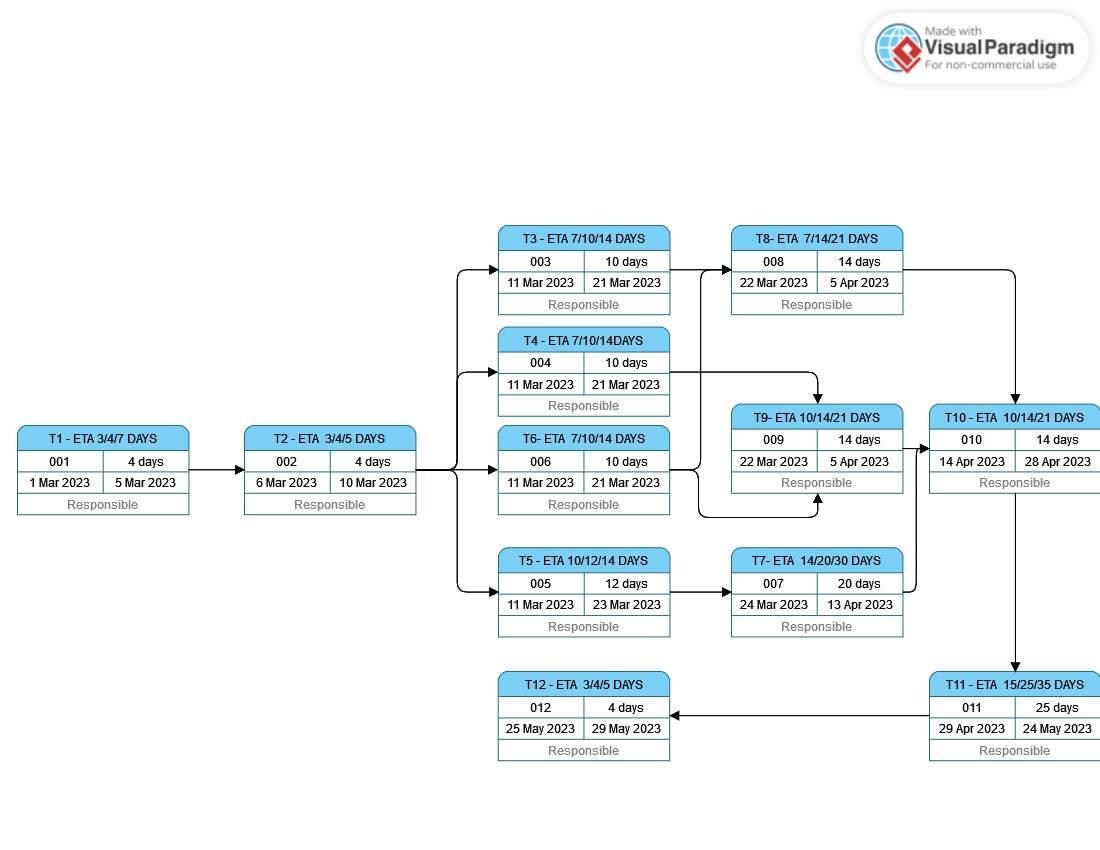 Made with
Visual Paradigm
For non-commercial use
T3 - ETA 7/10/14 DAYS
003 10 days
11 Mar 2023 21 Mar 2023
Responsible
T8- ETA 7/14/21 DAYS
008 14 days
22 Mar 2023 5 Apr 2023
Responsible
T4 - ETA 7/10/14DAYS
004 10 days
11 Mar 2023 21 Mar 2023
Responsible
T9- ETA 10/14/21 DAYS
009 14 days
22 Mar 2023 5 Apr 2023
Responsible
T10 - ETA 10/14/21 DAYS
010 14 days
14 Apr 2023 28 Apr 2023
Responsible
T1 - ETA 3/4/7 DAYS
001 4 days
1 Mar 2023 5 Mar 2023
Responsible
T2 - ETA 3/4/5 DAYS
002 4 days
6 Mar 2023 10 Mar 2023
Responsible
T6- ETA 7/10/14 DAYS
006 10 days
11 Mar 2023 21 Mar 2023
Responsible
T5 - ETA 10/12/14 DAYS
005 12 days
11 Mar 2023 23 Mar 2023
Responsible
T7- ETA 14/20/30 DAYS
007 20 days
24 Mar 2023 13 Apr 2023
Responsible
T12 - ETA 3/4/5 DAYS
012 4 days
25 May 2023 29 May 2023
Responsible
T11 - ETA 15/25/35 DAYS
011 25 days
29 Apr 2023 24 May 2023
Responsible